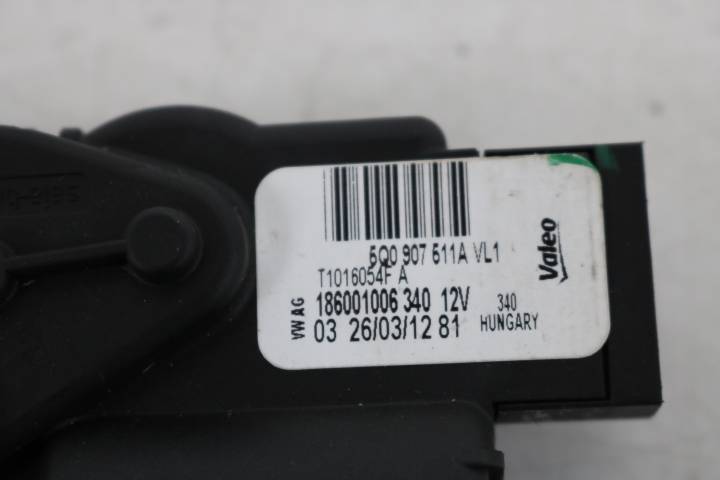 5Q0 907 511A VL1
T1016054F A
VW AG
186001006 340 12V
03 26/03/12 81
340
HUNGARY
Valeo